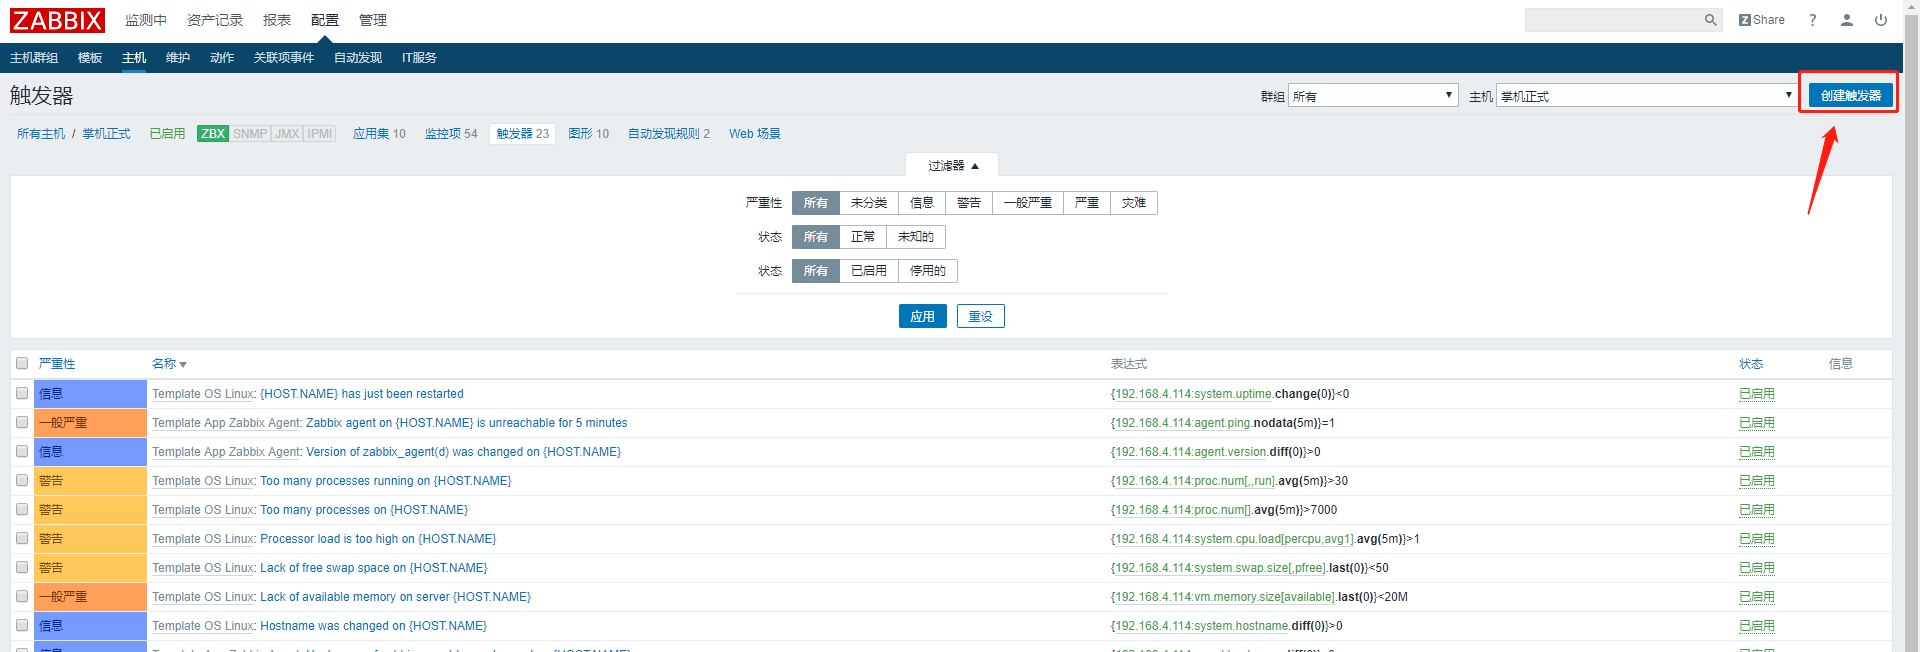 ZABBIX 监测中 资产记录 报表 配置 管理 Z Share ?
主机群组 模板 主机 维护 动作 关联项事件 自动发现 IT服务
触发器 群组 所有 主机 掌机正式 创建触发器
所有主机 / 掌机正式 已启用 ZBX SNMP JMX IPMI 应用集 10 监控项 54 触发器 23 图形 10 自动发现规则 2 Web 场景
过滤器
严重性 所有 未分类 信息 警告 一般严重 严重 灾难
状态 所有 正常 未知的
状态 所有 已启用 停用的
应用 重设
严重性 名称 表达式 状态 信息
信息 Template OS Linux: {HOST.NAME} has just been restarted {192.168.4.114:system.uptime.change(0)}<0 已启用
一般严重 Template App Zabbix Agent: Zabbix agent on {HOST.NAME} is unreachable for 5 minutes {192.168.4.114:agent.ping.nodata(5m)}=1 已启用
信息 Template App Zabbix Agent: Version of zabbix_agent(d) was changed on {HOST.NAME} {192.168.4.114:agent.version.diff(0)}>0 已启用
警告 Template OS Linux: Too many processes running on {HOST.NAME} {192.168.4.114:proc.num[,,run].avg(5m)}>30 已启用
警告 Template OS Linux: Too many processes on {HOST.NAME} {192.168.4.114:proc.num[].avg(5m)}>7000 已启用
警告 Template OS Linux: Processor load is too high on {HOST.NAME} {192.168.4.114:system.cpu.load[percpu,avg1].avg(5m)}>1 已启用
警告 Template OS Linux: Lack of free swap space on {HOST.NAME} {192.168.4.114:system.swap.size[,pfree].last(0)}<50 已启用
一般严重 Template OS Linux: Lack of available memory on server {HOST.NAME} {192.168.4.114:vm.memory.size[available].last(0)}<20M 已启用
信息 Template OS Linux: Hostname was changed on {HOST.NAME} {192.168.4.114:system.hostname.diff(0)}>0 已启用